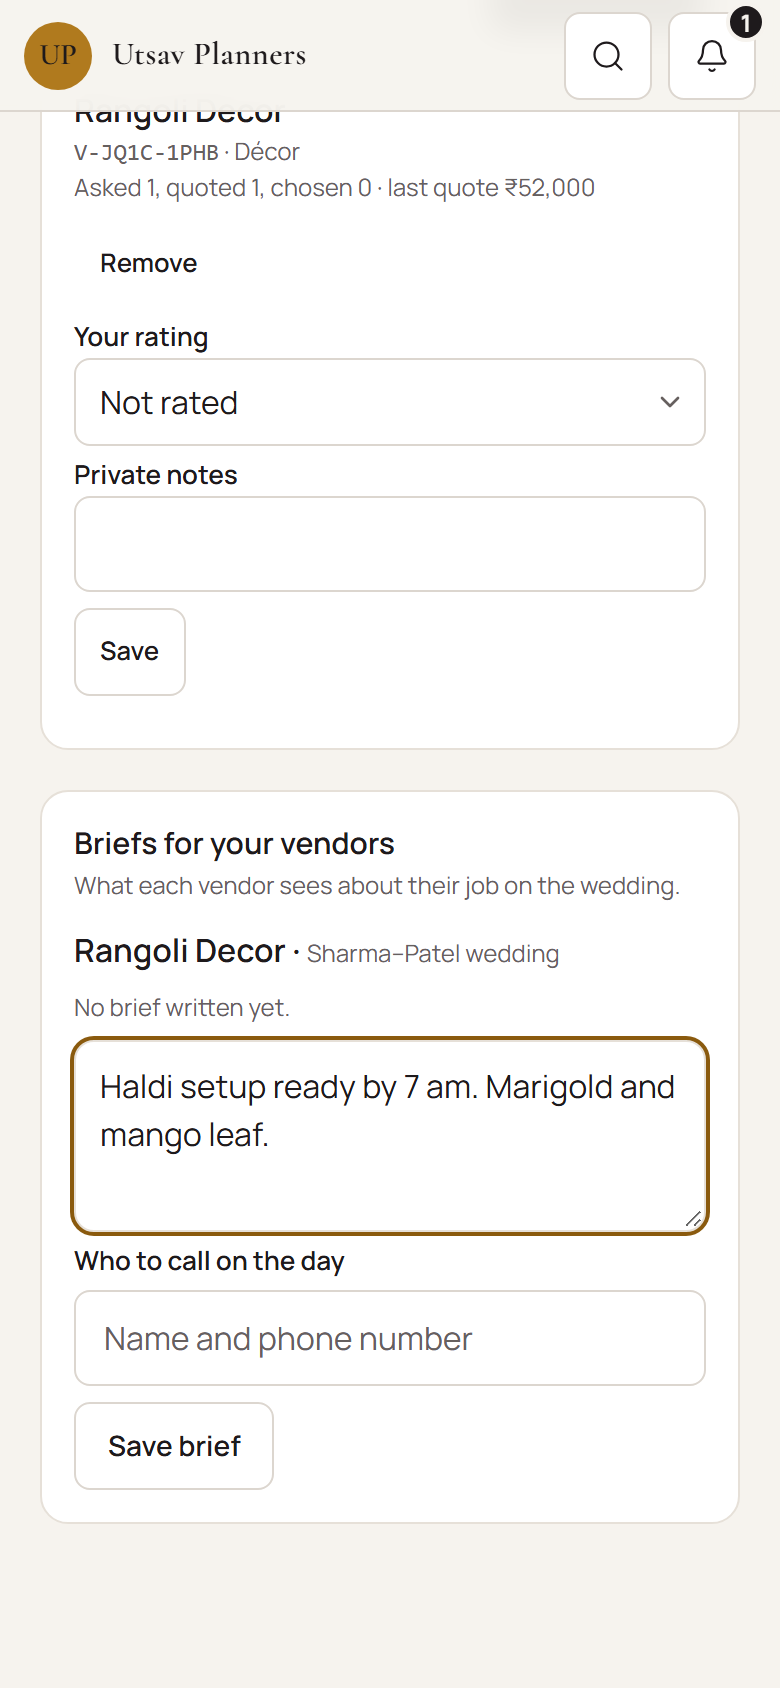 UP Utsav Planners
1
Rangoli Decor
V-JQ1C-1PHB · Décor
Asked 1, quoted 1, chosen 0 · last quote ₹52,000
Remove
Your rating
Not rated
Private notes
Save
Briefs for your vendors
What each vendor sees about their job on the wedding.
Rangoli Decor · Sharma–Patel wedding
No brief written yet.
Haldi setup ready by 7 am. Marigold and
mango leaf.
Who to call on the day
Name and phone number
Save brief